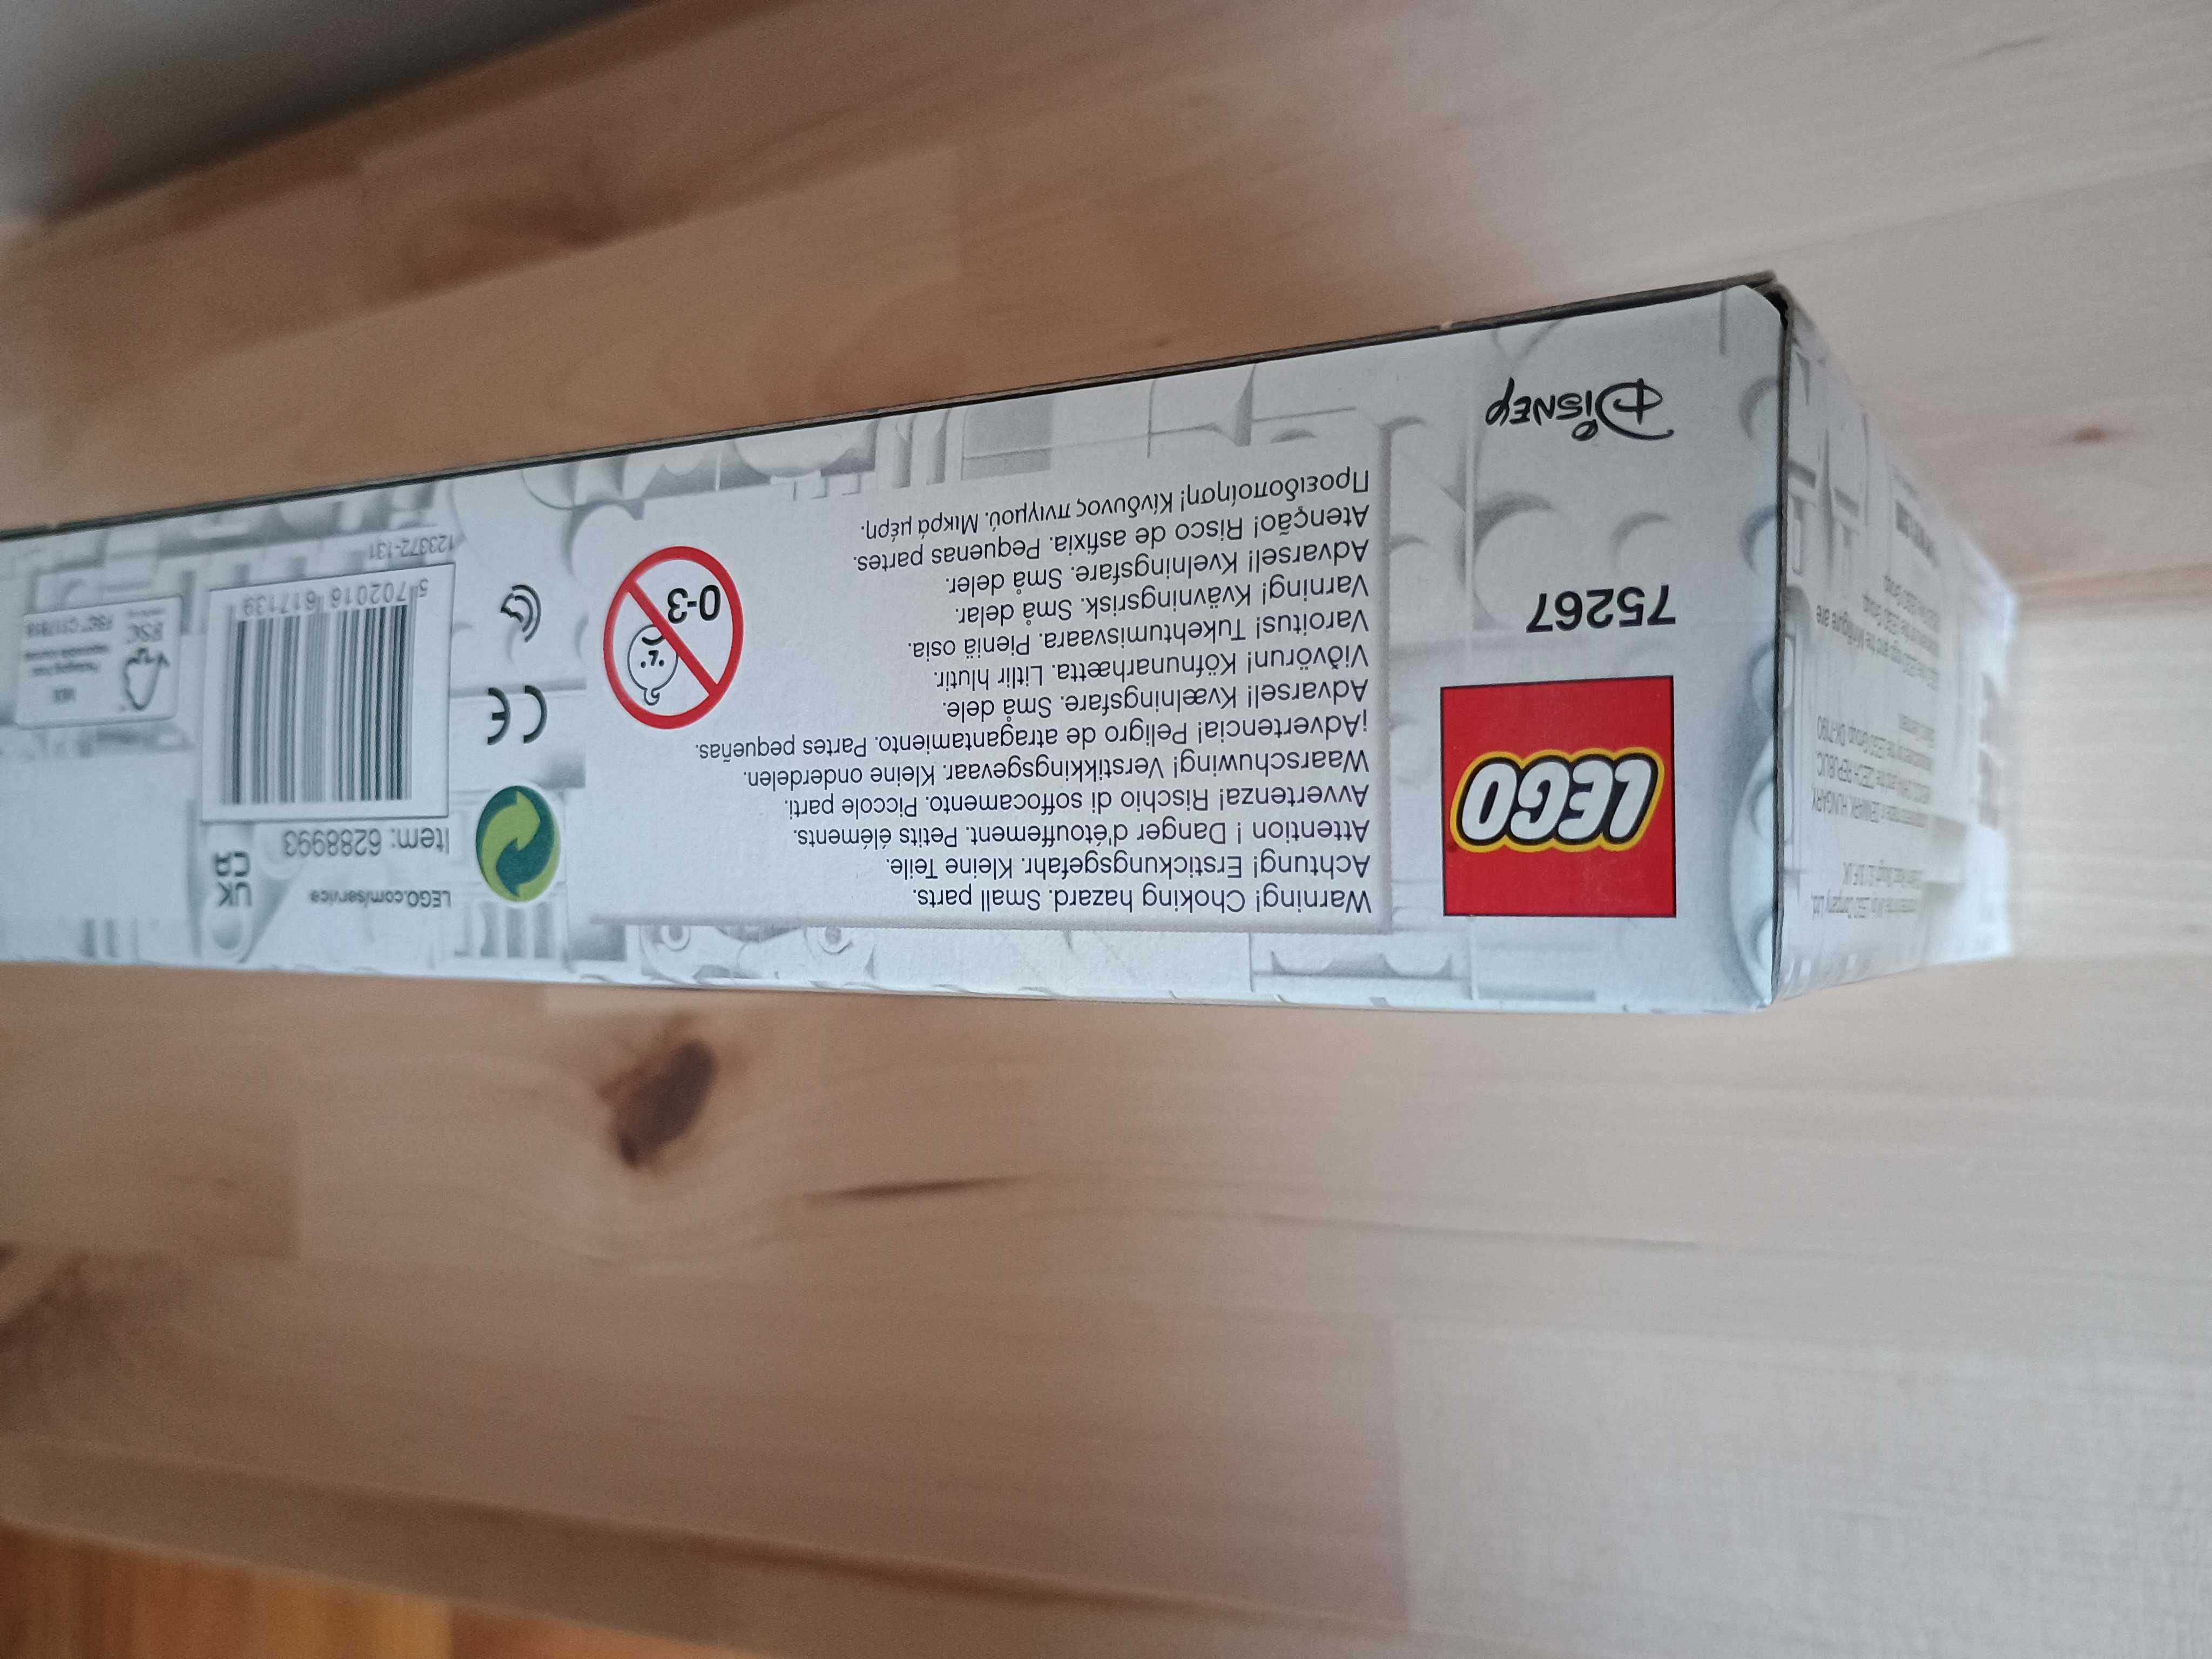 LEGO
75267
Disney
Warning! Choking hazard. Small parts.
Achtung! Erstickungsgefahr. Kleine Teile.
Attention ! Danger d'étouffement. Petits éléments.
Avvertenza! Rischio di soffocamento. Piccole parti.
Waarschuwing! Verstikkingsgevaar. Kleine onderdelen.
¡Advertencia! Peligro de atragantamiento. Partes pequeñas.
Advarsel! Kvælningsfare. Små dele.
Viðvörun! Köfnunarhætta. Litlir hlutir.
Varoitus! Tukehtumisvaara. Pieniä osia.
Varning! Kvävningsrisk. Små delar.
Advarsel! Kvelningsfare. Små deler.
Atenção! Risco de asfixia. Pequenas partes.
Προειδοποίηση! Κίνδυνος πνιγμού. Μικρά μέρη.
0-3
CE
LEGO.com/service
Item: 6288993
UK
CA
5 702016 617139
123372-131
MIX
FSC